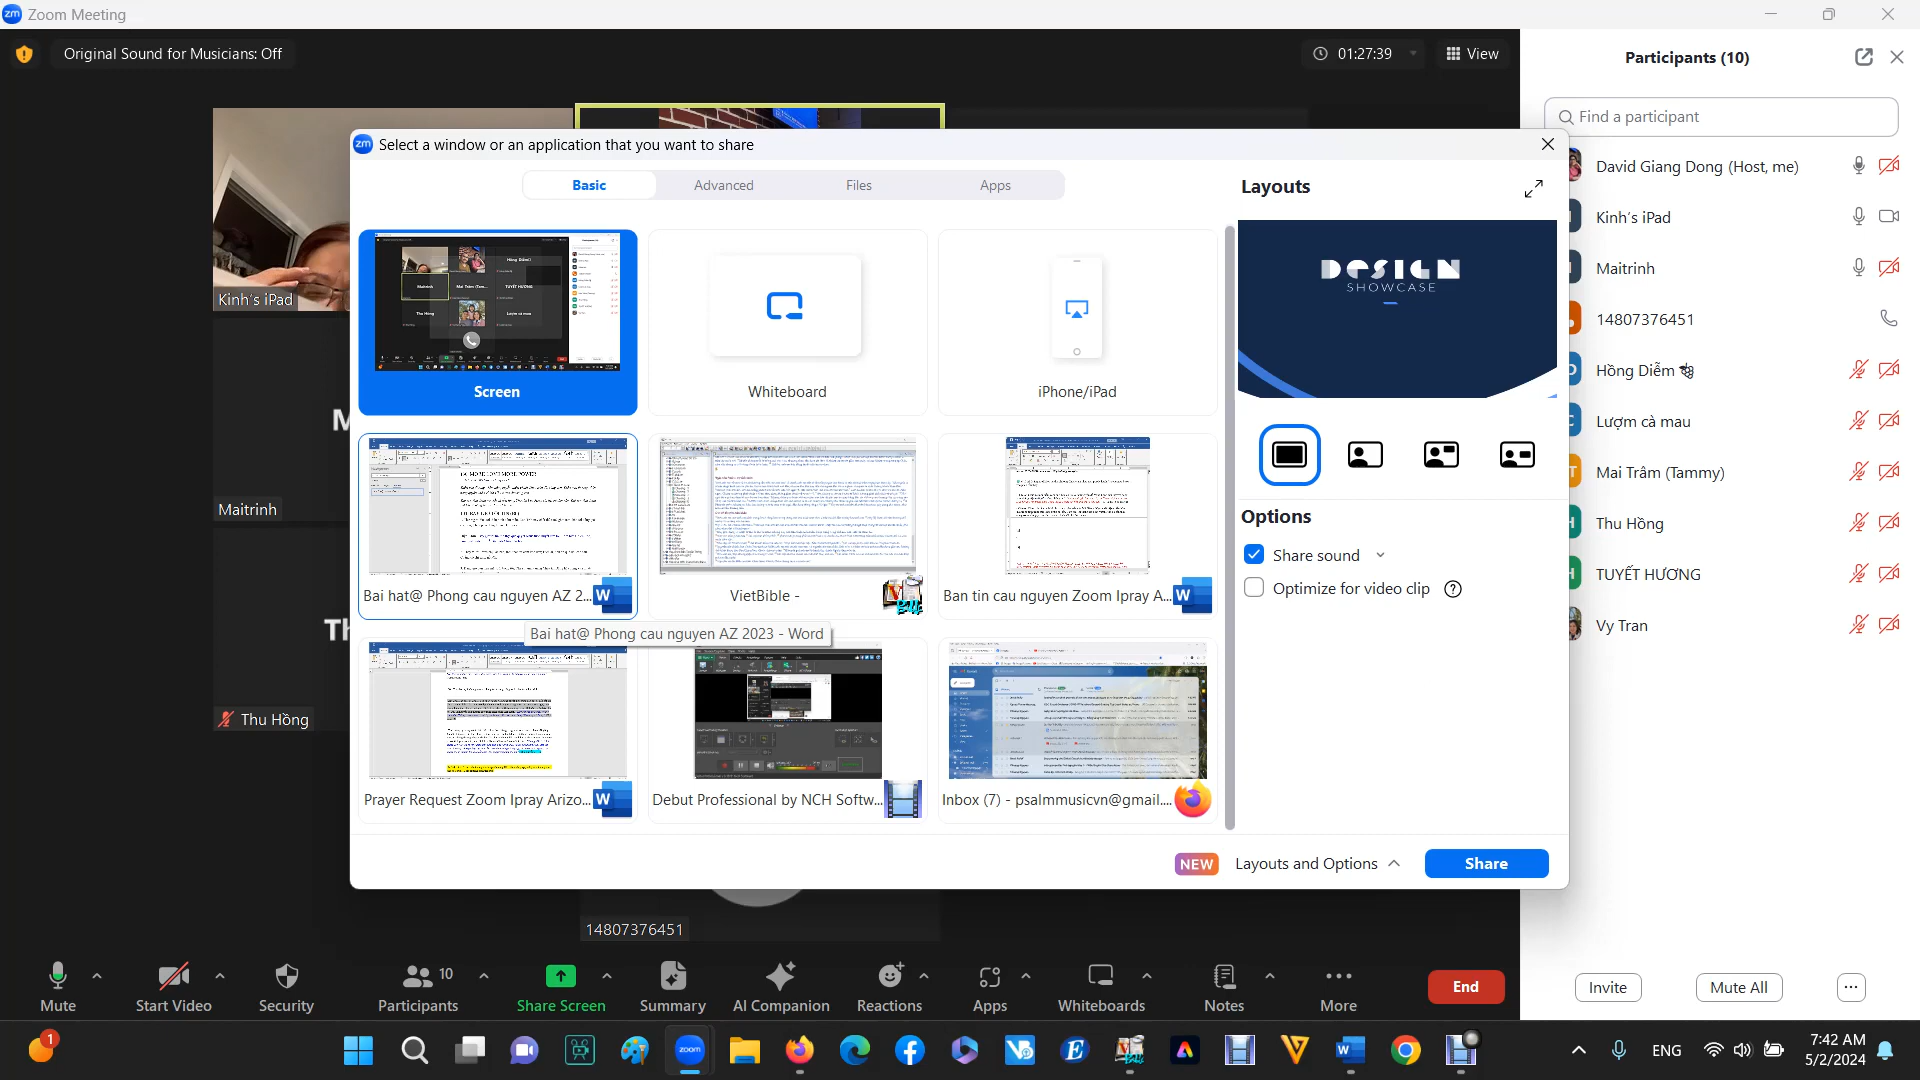 zm Zoom Meeting
Original Sound for Musicians: Off
01:27:39
View
Participants (10)
Find a participant
David Giang Dong (Host, me)
Kinh's iPad
Maitrinh
14807376451
Hồng Diễm
Lượm cà mau
Mai Trâm (Tammy)
Thu Hồng
TUYẾT HƯƠNG
Vy Tran
Invite
Mute All
Kinh's iPad
Maitrinh
Thu Hồng
14807376451
zm Select a window or an application that you want to share
Basic
Advanced
Files
Apps
Screen
Whiteboard
iPhone/iPad
Bai hat@ Phong cau nguyen AZ 2...
VietBible -
Ban tin cau nguyen Zoom Ipray A...
Bai hat@ Phong cau nguyen AZ 2023 - Word
Prayer Request Zoom Ipray Arizo...
Debut Professional by NCH Softw...
Inbox (7) - psalmmusicvn@gmail....
Layouts
DESIGN
SHOWCASE
Options
Share sound
Optimize for video clip
NEW
Layouts and Options
Share
Mute
Start Video
Security
10
Participants
Share Screen
Summary
AI Companion
Reactions
Apps
Whiteboards
Notes
More
End
1
zoom
ENG
7:42 AM
5/2/2024